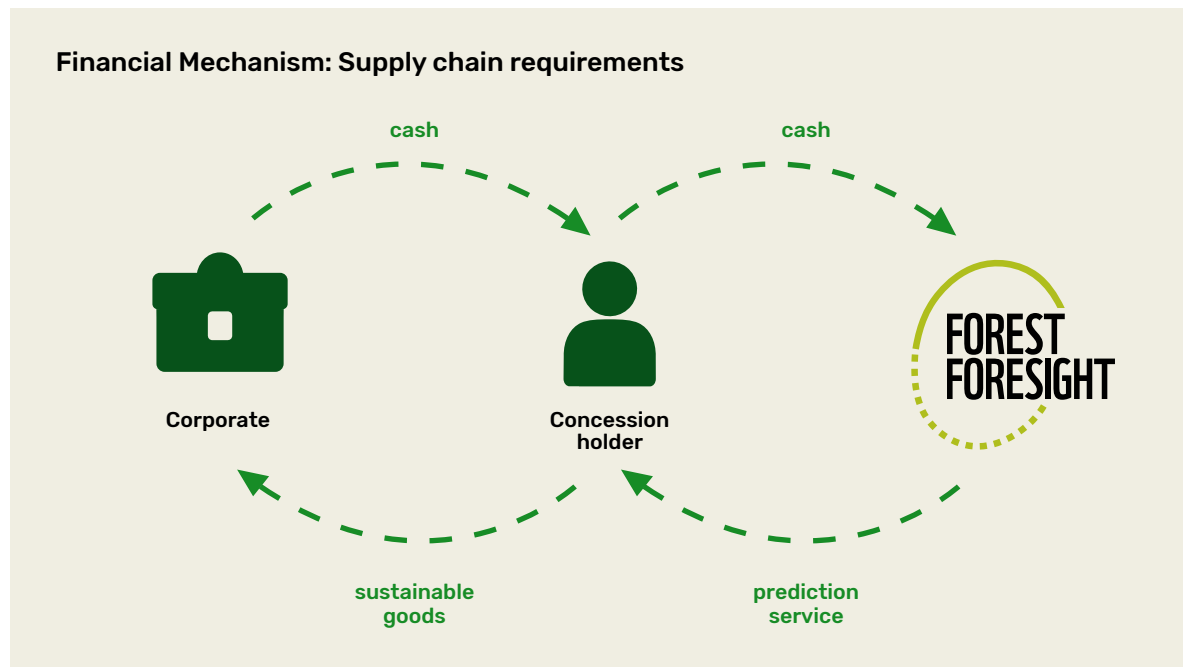 Financial Mechanism: Supply chain requirements
cash
cash
FOREST
FORESIGHT
Corporate
Concession
holder
sustainable
goods
prediction
service